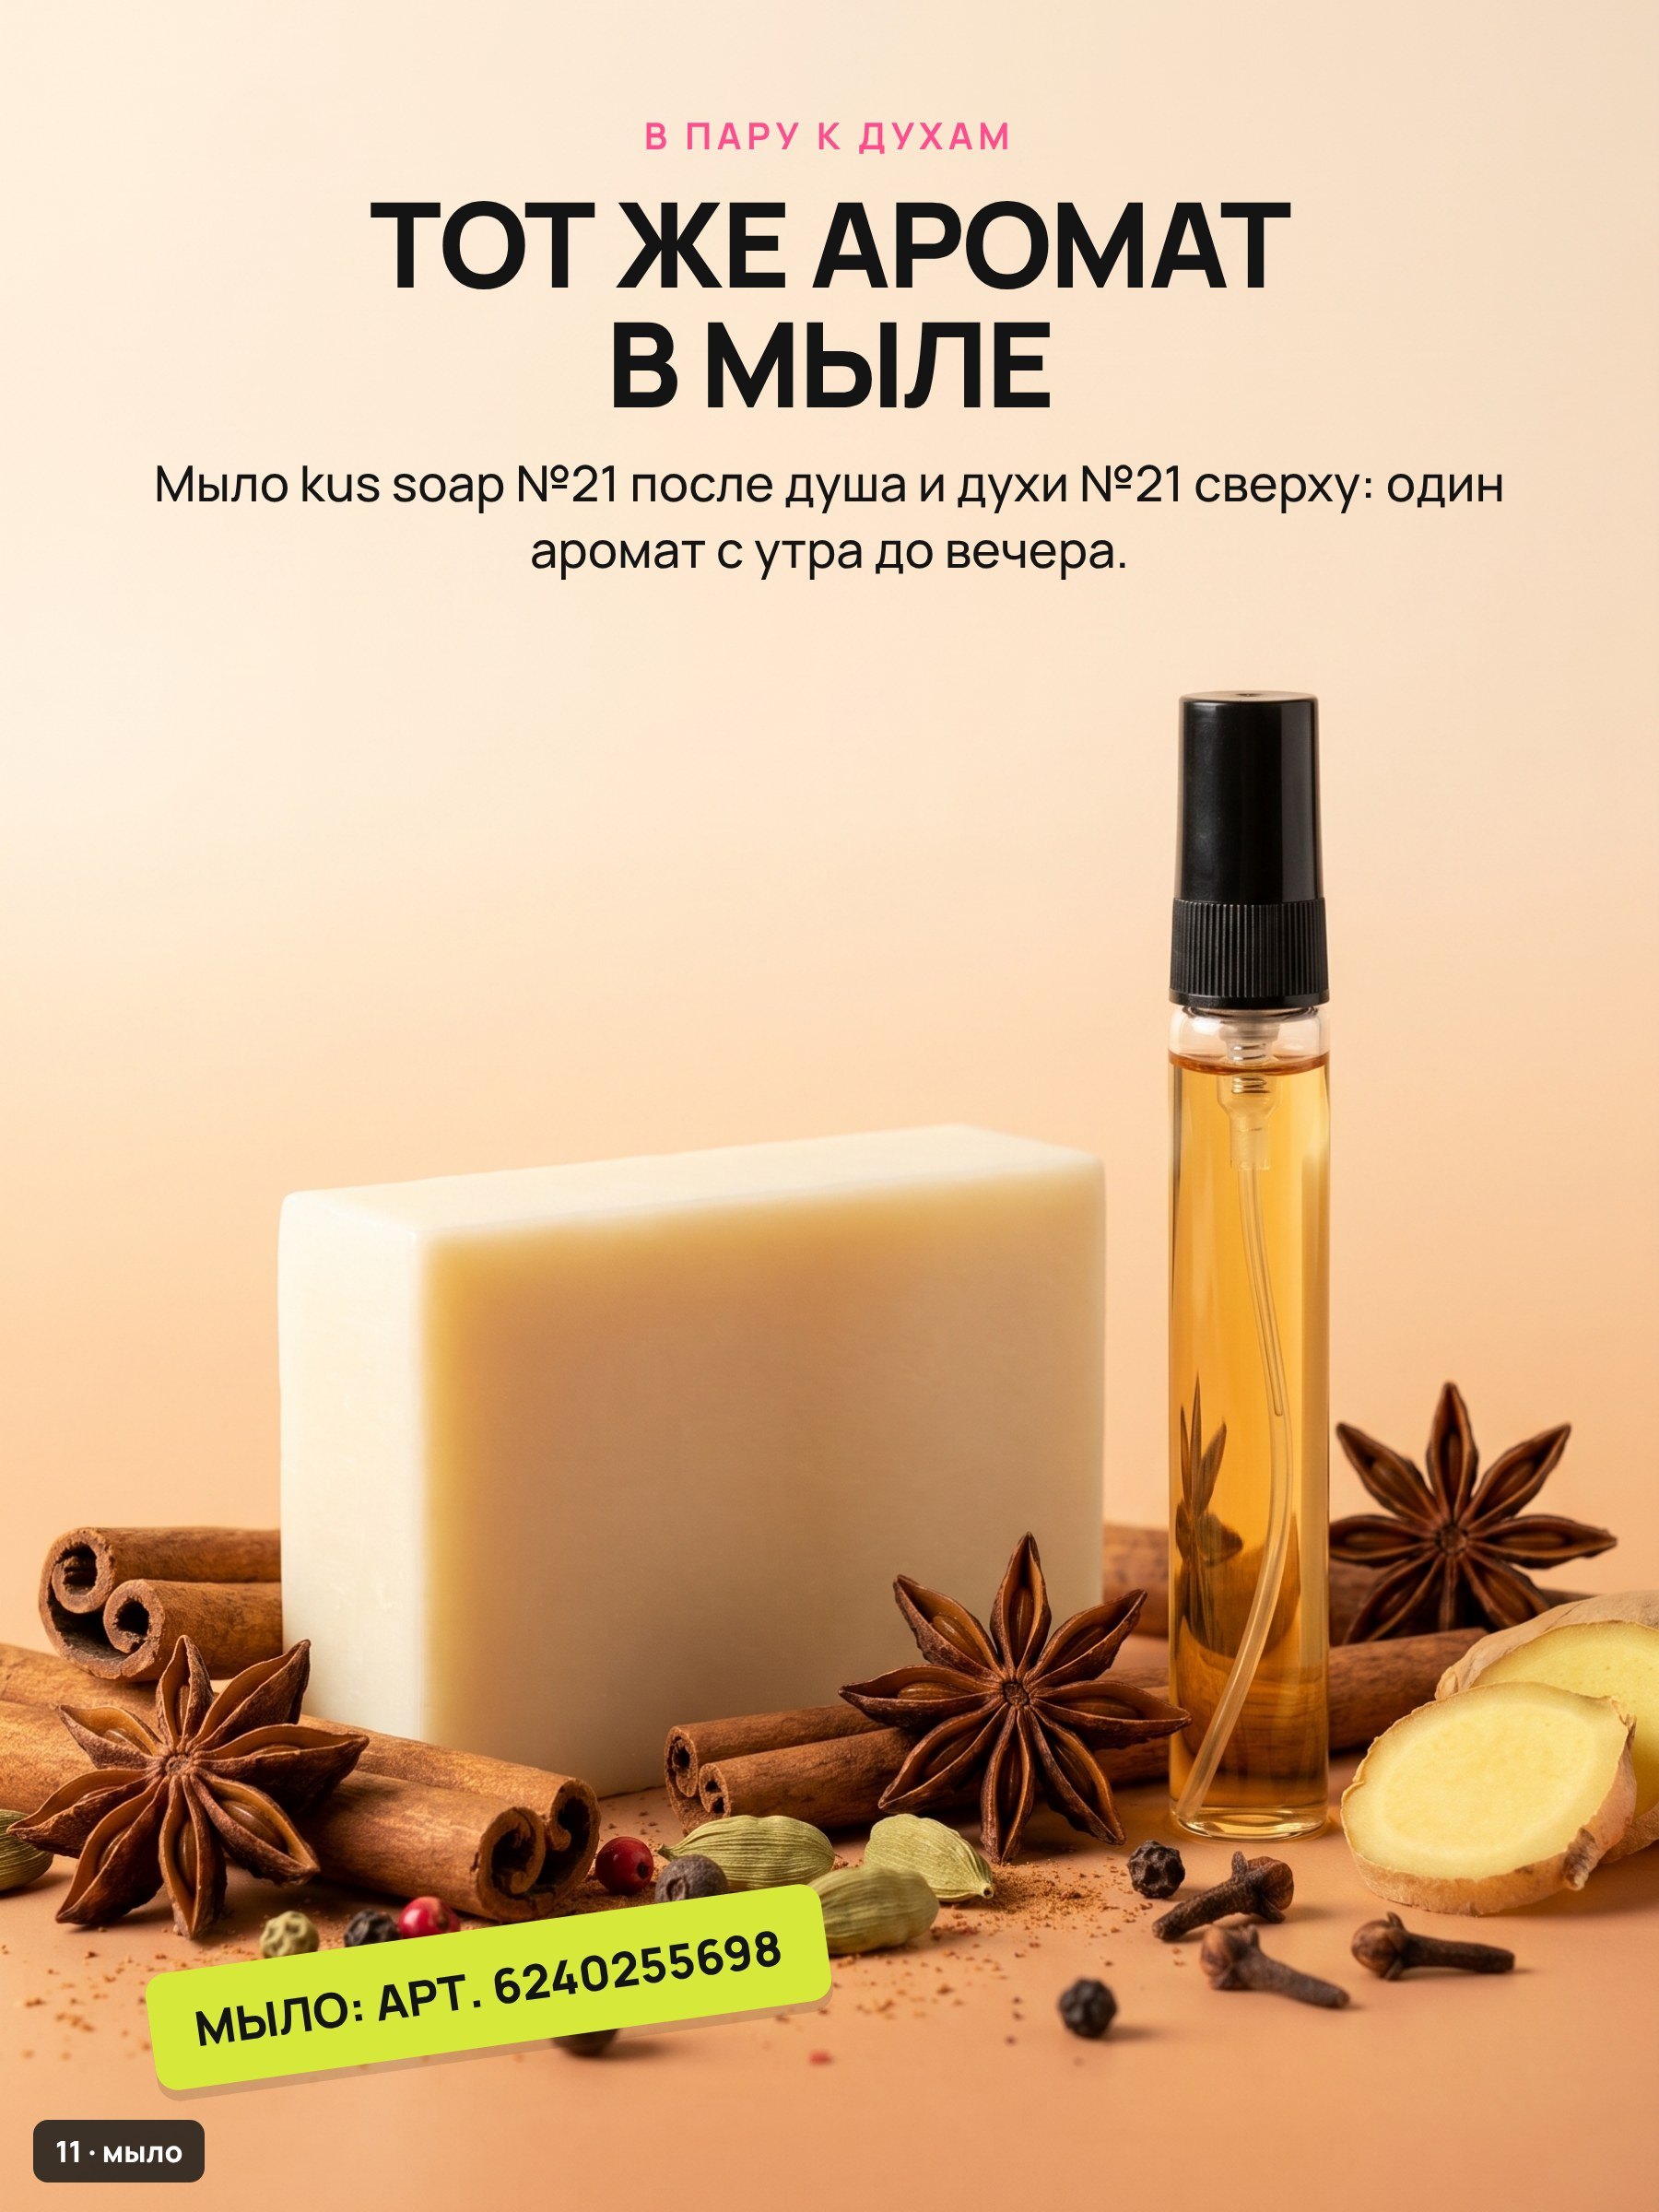 В ПАРУ К ДУХАМ
ТОТ ЖЕ АРОМАТ
В МЫЛЕ
Мыло kus soap №21 после душа и духи №21 сверху: один
аромат с утра до вечера.
МЫЛО: АРТ. 6240255698
11 · мыло